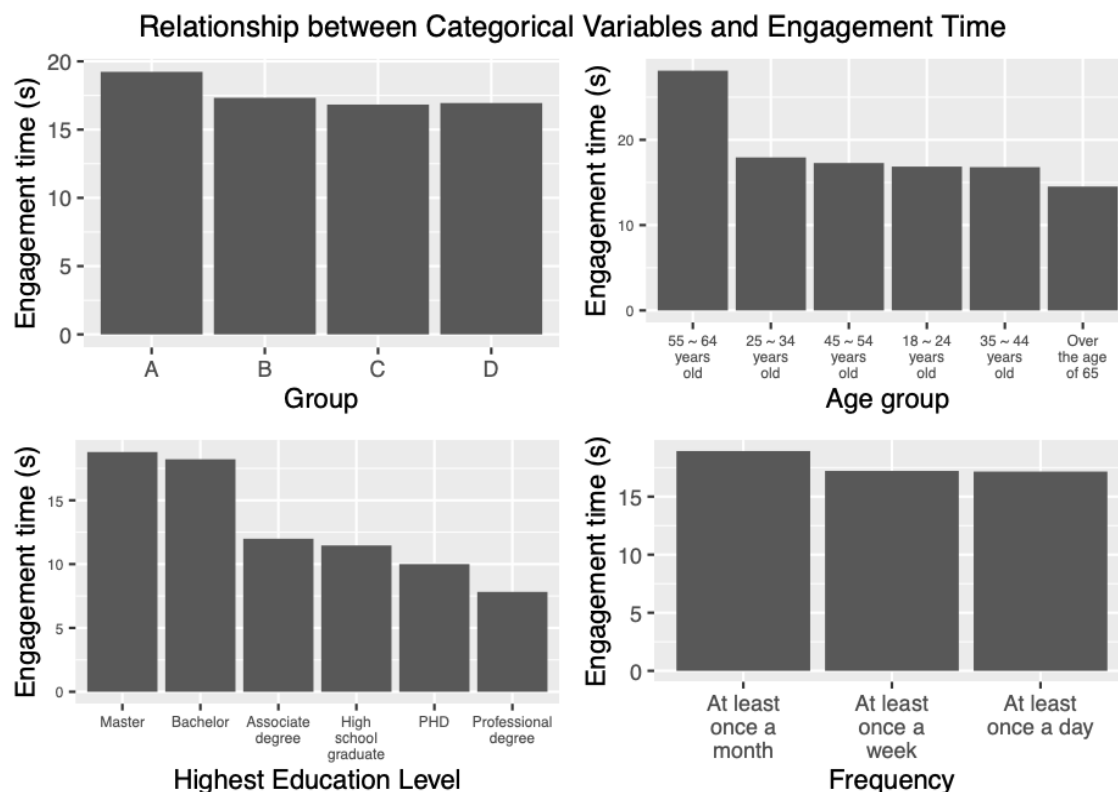 Relationship between Categorical Variables and Engagement Time
Engagement time (s)
20
15
10
5
0
A B C D
Group
Engagement time (s)
20
10
0
55 ~ 64 25 ~ 34 45 ~ 54 18 ~ 24 35 ~ 44 Over
years years years years years the age
old old old old old of 65
Age group
Engagement time (s)
15
10
5
0
Master Bachelor Associate High PHD Professional
degree school degree
graduate
Highest Education Level
Engagement time (s)
15
10
5
0
At least At least At least
once a once a once a day
month week
Frequency